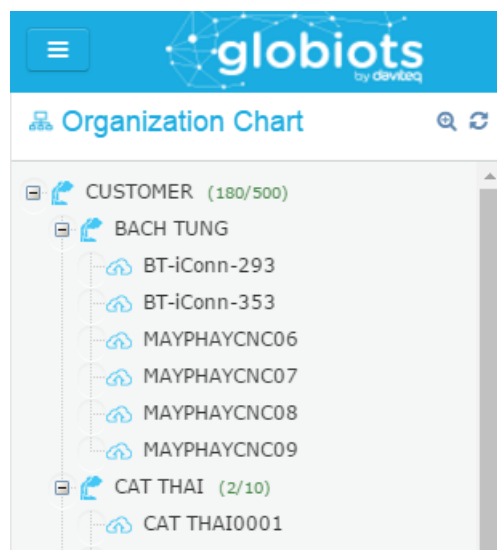 globiots
by daviteq
Organization Chart
CUSTOMER (180/500)
BACH TUNG
BT-iConn-293
BT-iConn-353
MAYPHAYCNC06
MAYPHAYCNC07
MAYPHAYCNC08
MAYPHAYCNC09
CAT THAI (2/10)
CAT THAI0001